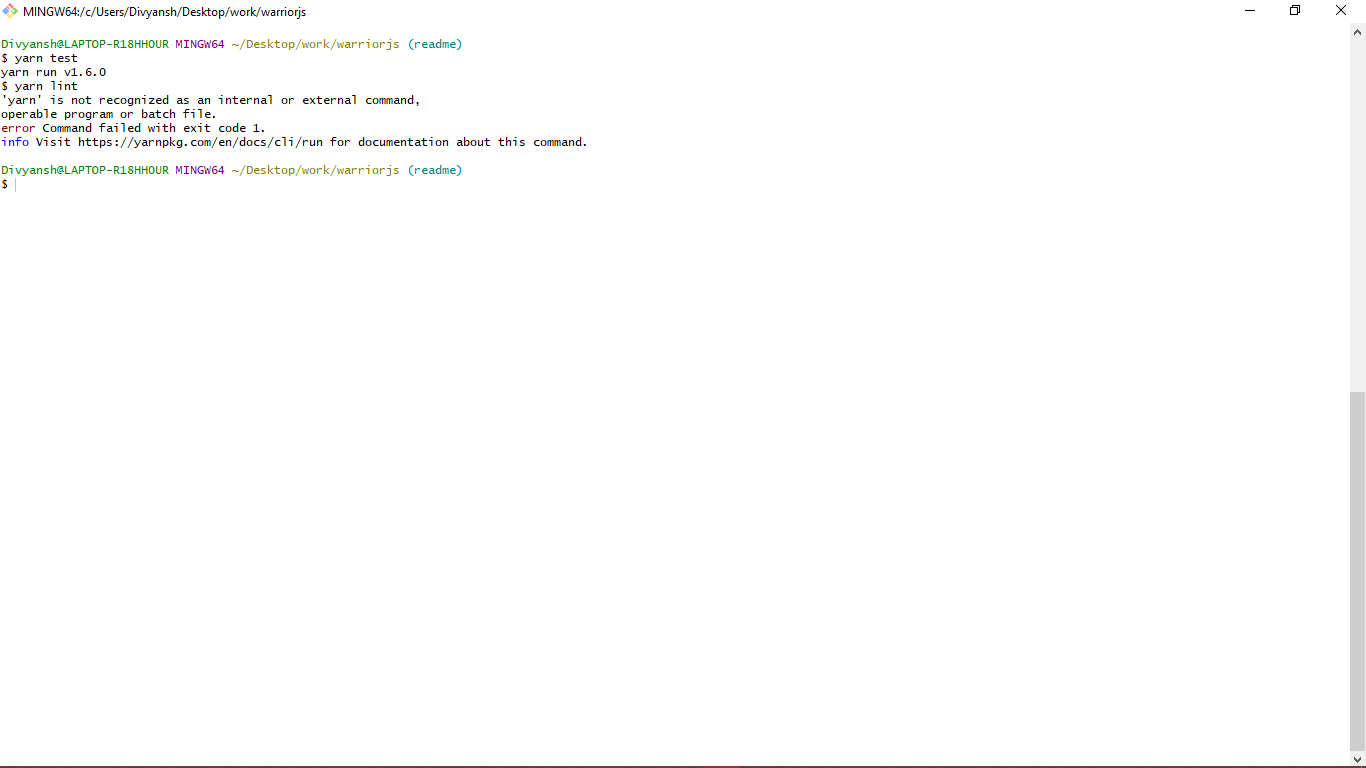 MINGW64:/c/Users/Divyansh/Desktop/work/warriorjs
Divyansh@LAPTOP-R18HHOUR MINGW64 ~/Desktop/work/warriorjs (readme)
$ yarn test
yarn run v1.6.0
$ yarn lint
'yarn' is not recognized as an internal or external command,
operable program or batch file.
error Command failed with exit code 1.
info Visit https://yarnpkg.com/en/docs/cli/run for documentation about this command.
Divyansh@LAPTOP-R18HHOUR MINGW64 ~/Desktop/work/warriorjs (readme)
$